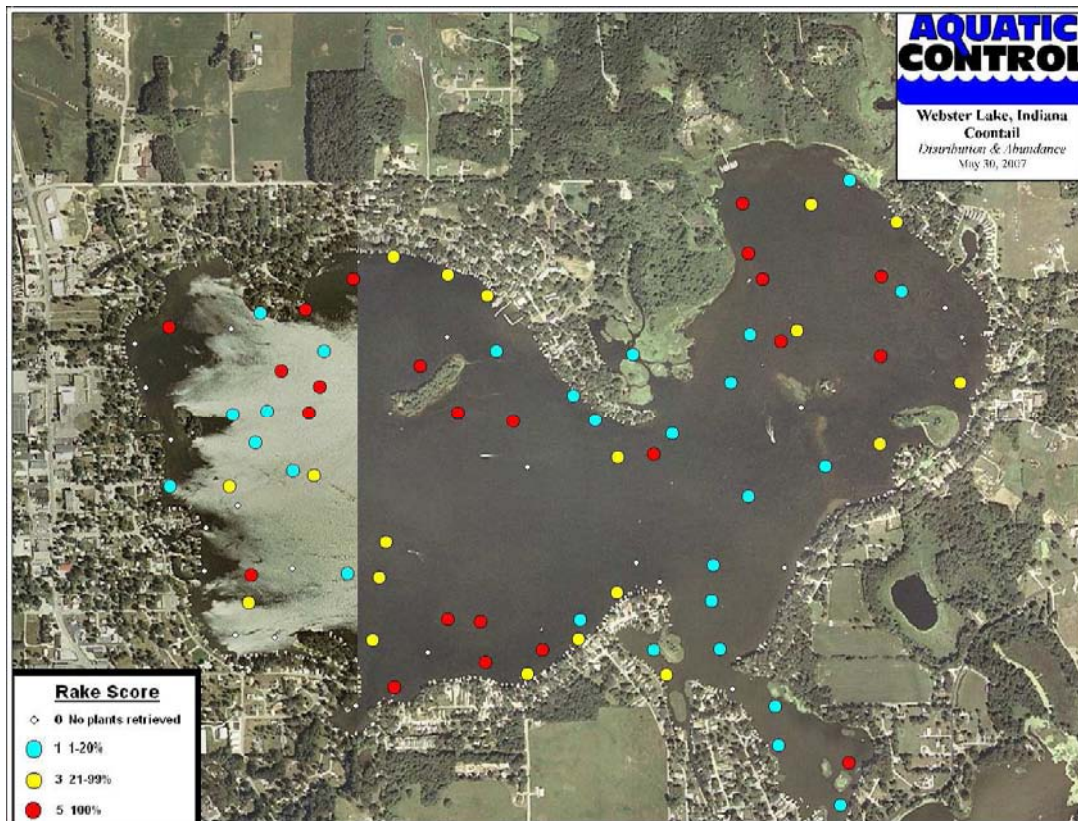 AQUATIC
CONTROL
Webster Lake, Indiana
Coontail
Distribution & Abundance
May 30, 2007
Rake Score
0 No plants retrieved
1 1-20%
3 21-99%
5 100%